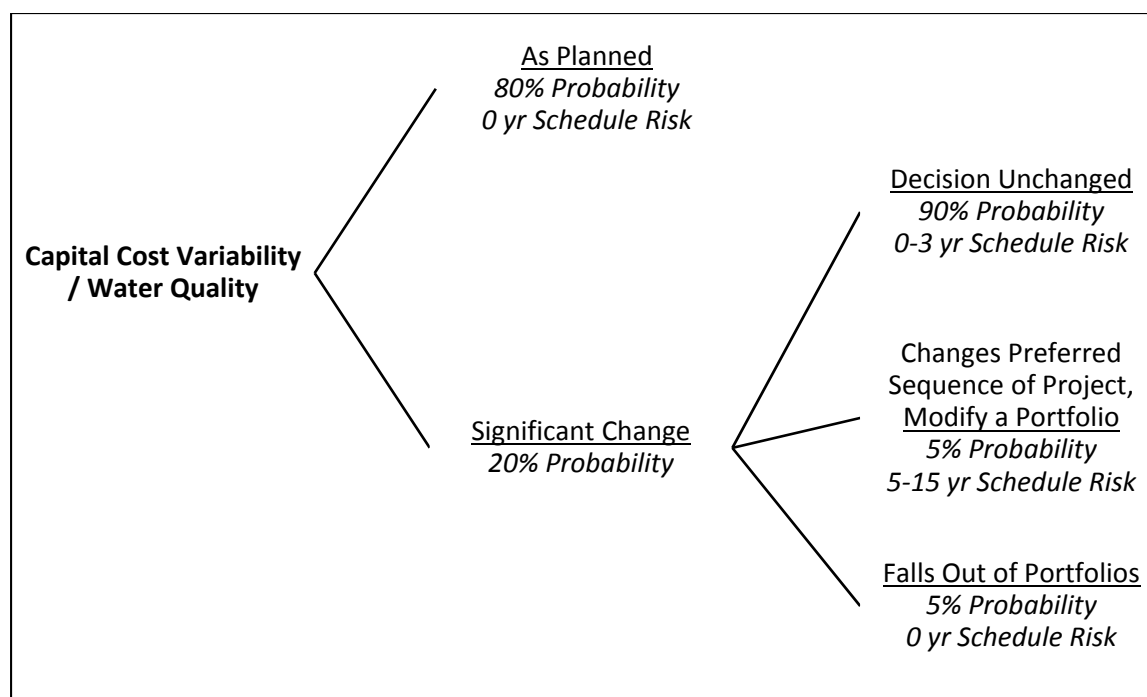 Capital Cost Variability
/ Water Quality
As Planned
80% Probability
0 yr Schedule Risk
Significant Change
20% Probability
Decision Unchanged
90% Probability
0-3 yr Schedule Risk
Changes Preferred
Sequence of Project,
Modify a Portfolio
5% Probability
5-15 yr Schedule Risk
Falls Out of Portfolios
5% Probability
0 yr Schedule Risk